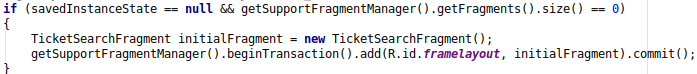 if (savedInstanceState == null && getSupportFragmentManager().getFragments().size() == 0)
{
    TicketSearchFragment initialFragment = new TicketSearchFragment();
    getSupportFragmentManager().beginTransaction().add(R.id.framelayout, initialFragment).commit();
}